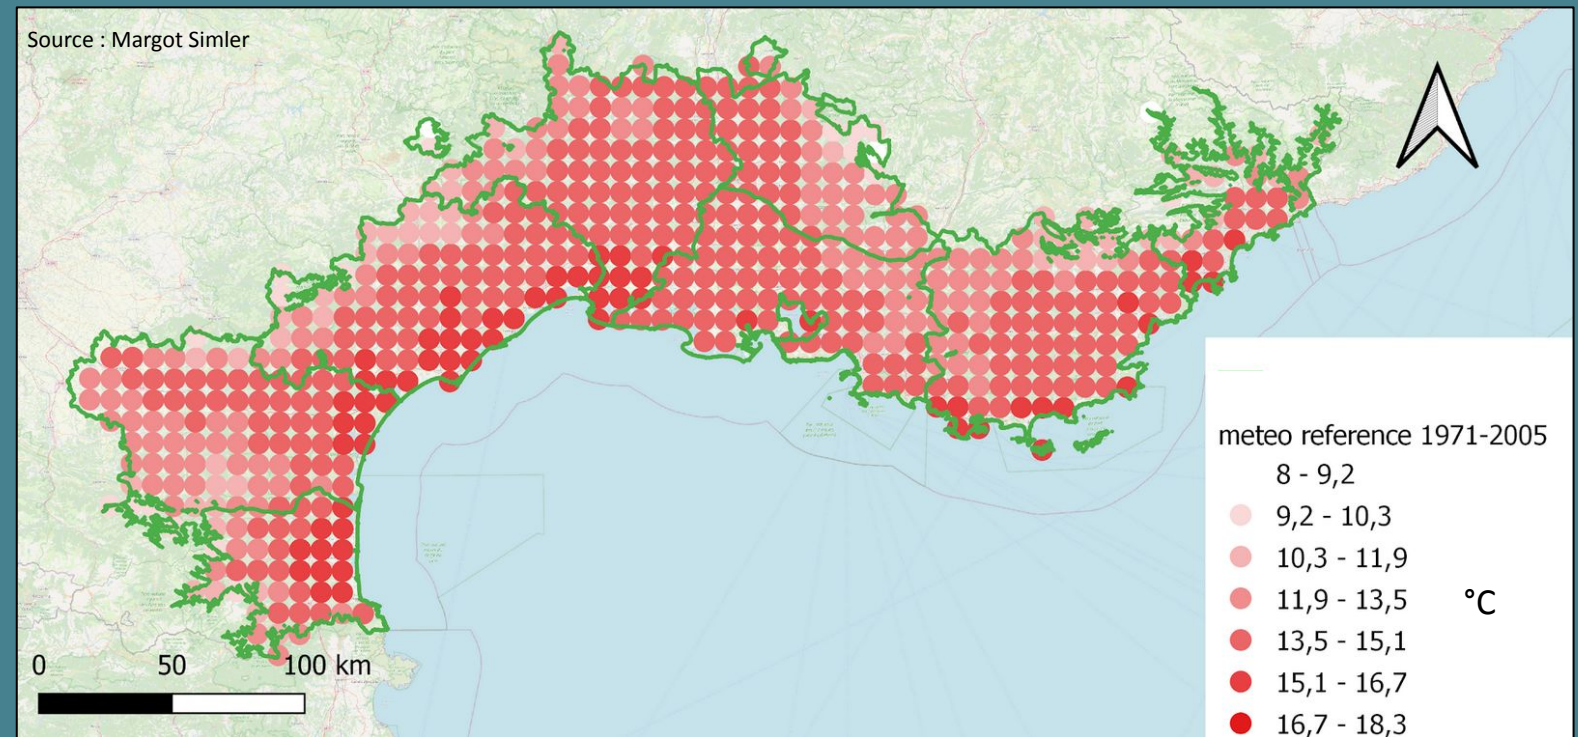 Source : Margot Simler
meteo reference 1971-2005
8 - 9,2
9,2 - 10,3
10,3 - 11,9
11,9 - 13,5
°C
13,5 - 15,1
15,1 - 16,7
16,7 - 18,3
0 50 100 km